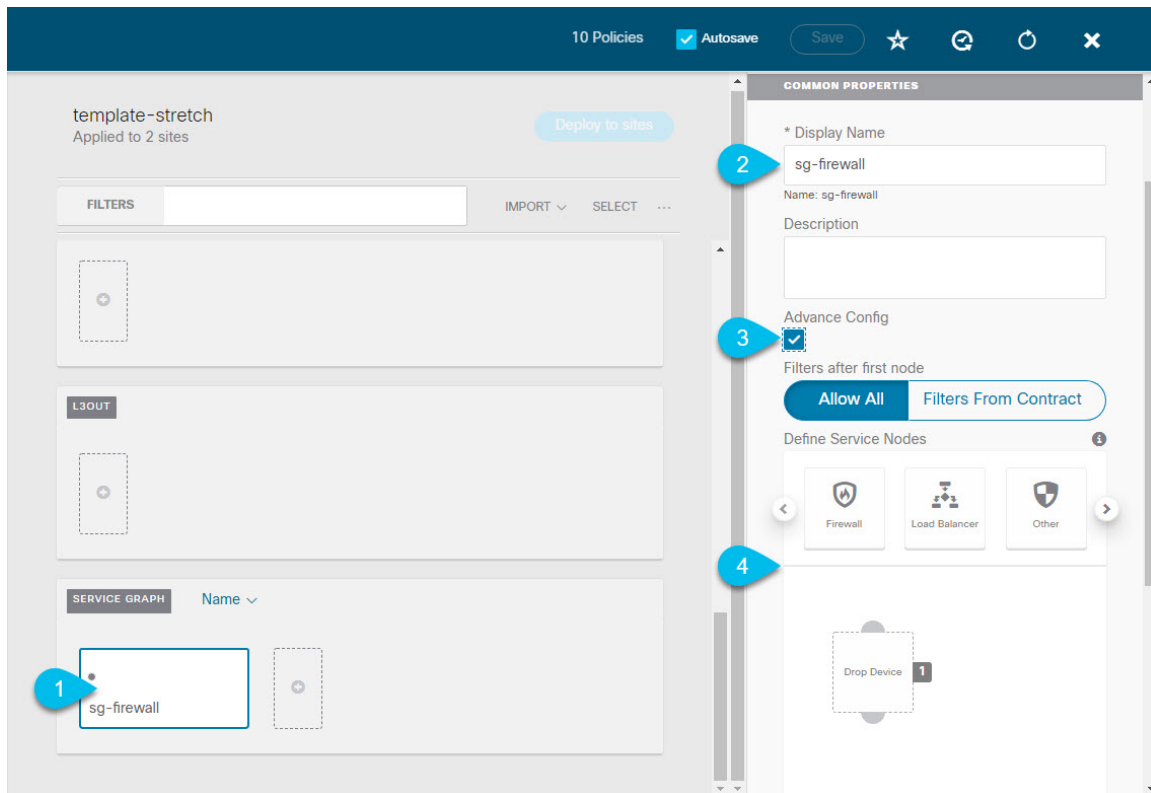 10 Policies
Autosave
Save
template-stretch
Applied to 2 sites
Deploy to sites
FILTERS
IMPORT
SELECT
...
L3OUT
SERVICE GRAPH
Name
1
sg-firewall
COMMON PROPERTIES
* Display Name
2
sg-firewall
Name: sg-firewall
Description
Advance Config
3
Filters after first node
Allow All
Filters From Contract
Define Service Nodes
Firewall
Load Balancer
Other
4
Drop Device
1